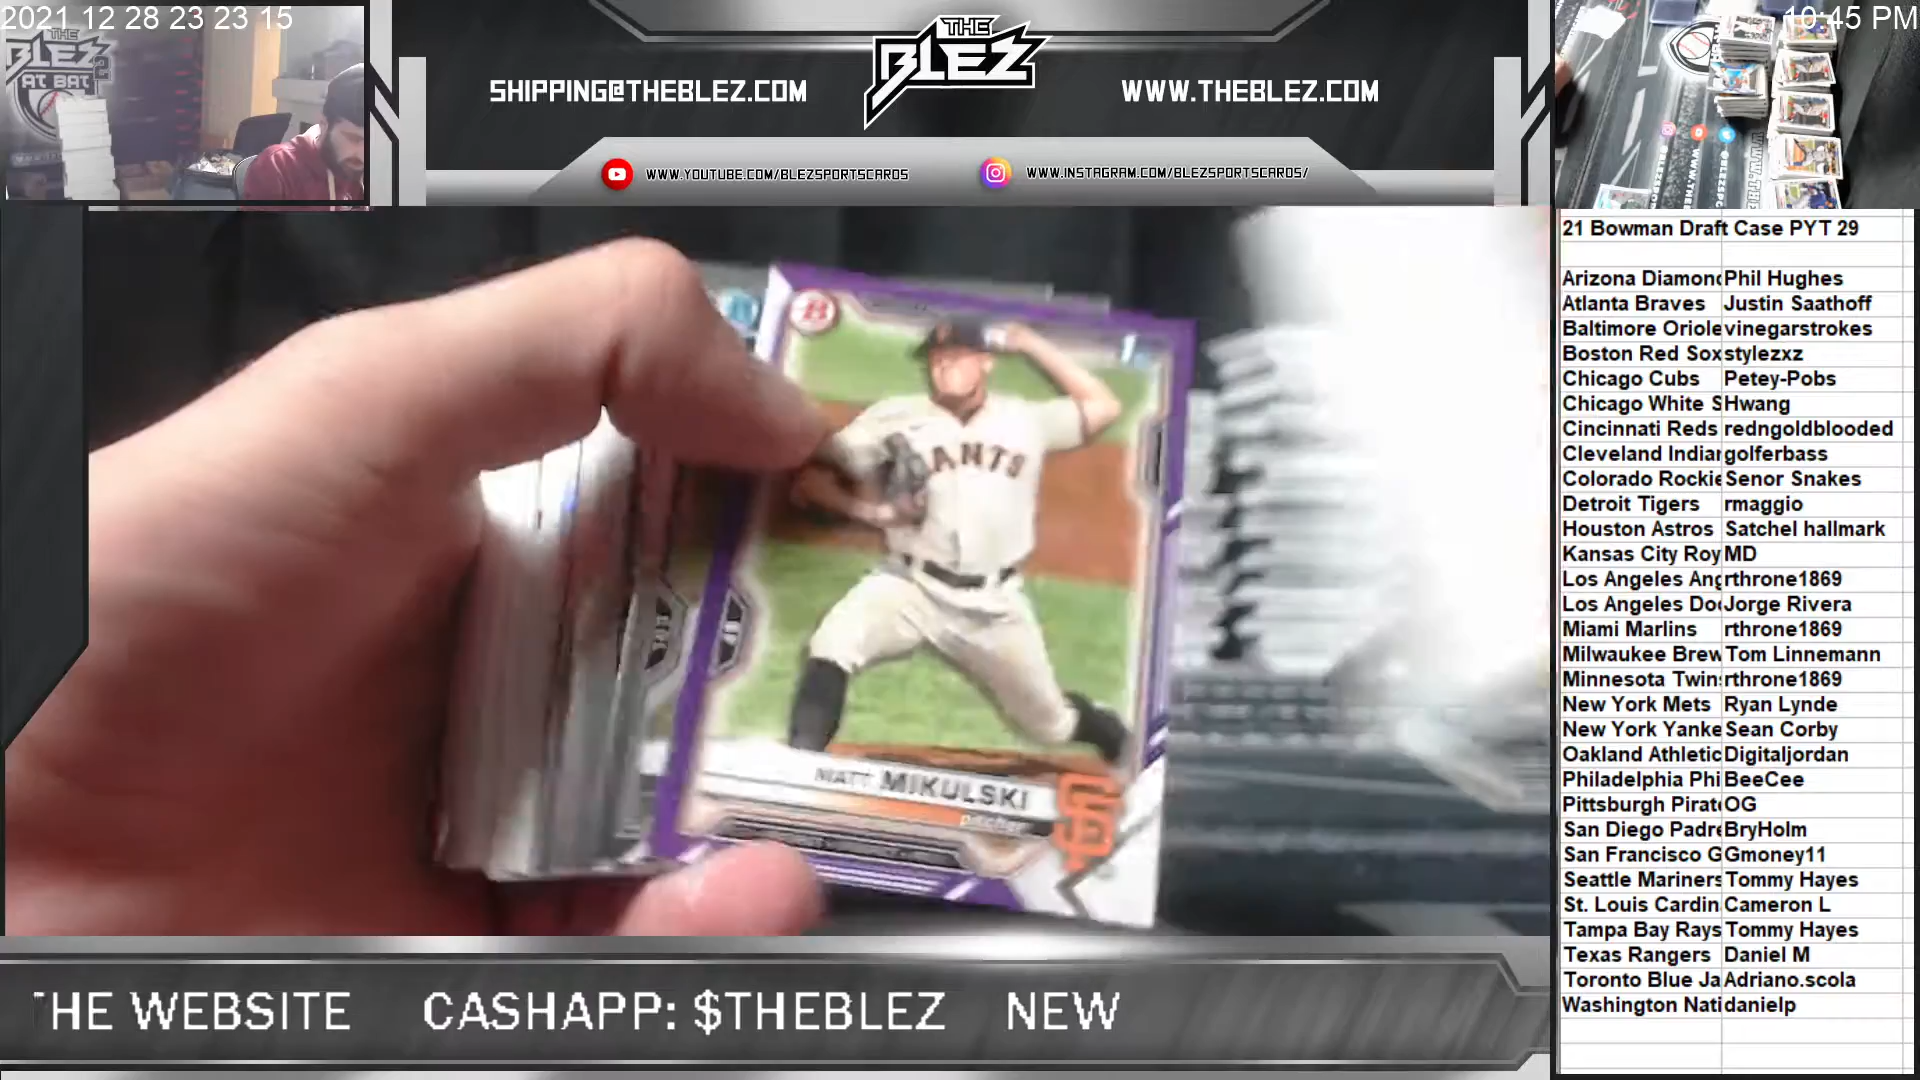 2021 12 28 23 23 15
10:45 PM
THE
BLEZ
AT BAT
2
THE
BLEZ
SHIPPING@THEBLEZ.COM
WWW.THEBLEZ.COM
WWW.YOUTUBE.COM/BLEZSPORTSCARDS
WWW.INSTAGRAM.COM/BLEZSPORTSCARDS/
21 Bowman Draft Case PYT 29
Arizona Diamond Phil Hughes
Atlanta Braves Justin Saathoff
Baltimore Oriole vinegarstrokes
Boston Red Sox stylezxz
Chicago Cubs Petey-Pobs
Chicago White S Hwang
Cincinnati Reds redngoldblooded
Cleveland Indian golferbass
Colorado Rockie Senor Snakes
Detroit Tigers rmaggio
Houston Astros Satchel hallmark
Kansas City Roy MD
Los Angeles Ang rthrone1869
Los Angeles Dod Jorge Rivera
Miami Marlins rthrone1869
Milwaukee Brew Tom Linnemann
Minnesota Twins rthrone1869
New York Mets Ryan Lynde
New York Yanke Sean Corby
Oakland Athletic Digitaljordan
Philadelphia Phi BeeCee
Pittsburgh Pirat OG
San Diego Padre BryHolm
San Francisco G Gmoney11
Seattle Mariners Tommy Hayes
St. Louis Cardin Cameron L
Tampa Bay Rays Tommy Hayes
Texas Rangers Daniel M
Toronto Blue Ja Adriano.scola
Washington Nati danielp
B
1
ANTS
MATT MIKULSKI
pitcher
SF
HE WEBSITE CASHAPP: $THEBLEZ NEW